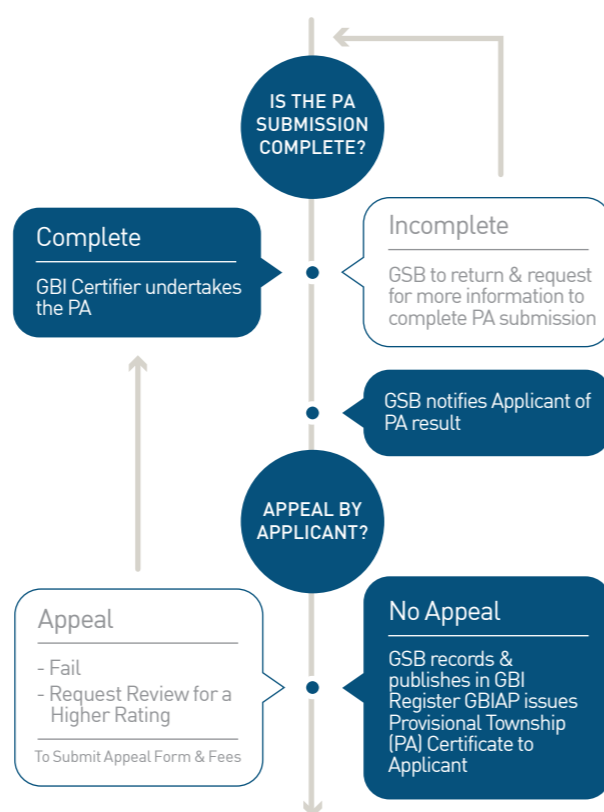 IS THE PA
SUBMISSION
COMPLETE?
Complete
GBI Certifier undertakes
the PA
Incomplete
GSB to return & request
for more information to
complete PA submission
GSB notifies Applicant of
PA result
APPEAL BY
APPLICANT?
Appeal
- Fail
- Request Review for a
Higher Rating
To Submit Appeal Form & Fees
No Appeal
GSB records &
publishes in GBI
Register GBIAP issues
Provisional Township
(PA) Certificate to
Applicant